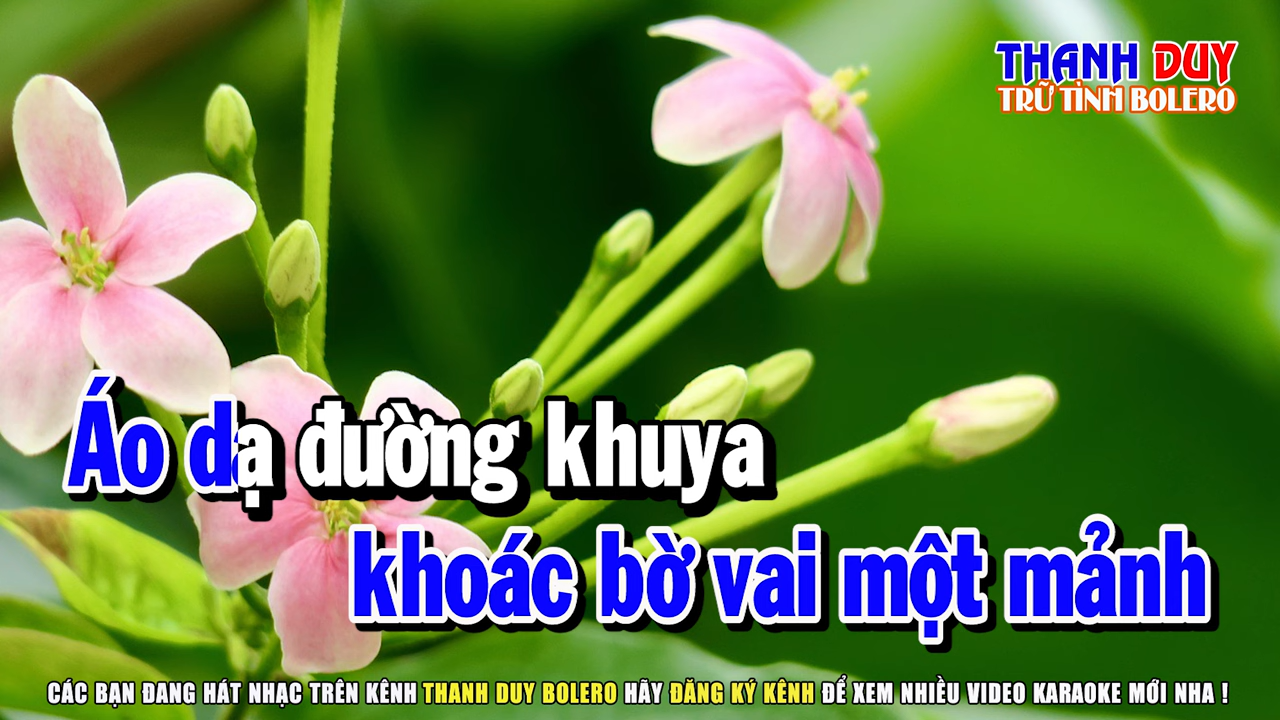 THANH DUY
TRỮ TÌNH BOLERO
Áo dạ đường khuya
khoác bờ vai một mảnh
CÁC BẠN ĐANG HÁT NHẠC TRÊN KÊNH THANH DUY BOLERO HÃY ĐĂNG KÝ KÊNH ĐỂ XEM NHIỀU VIDEO KARAOKE MỚI NHA !